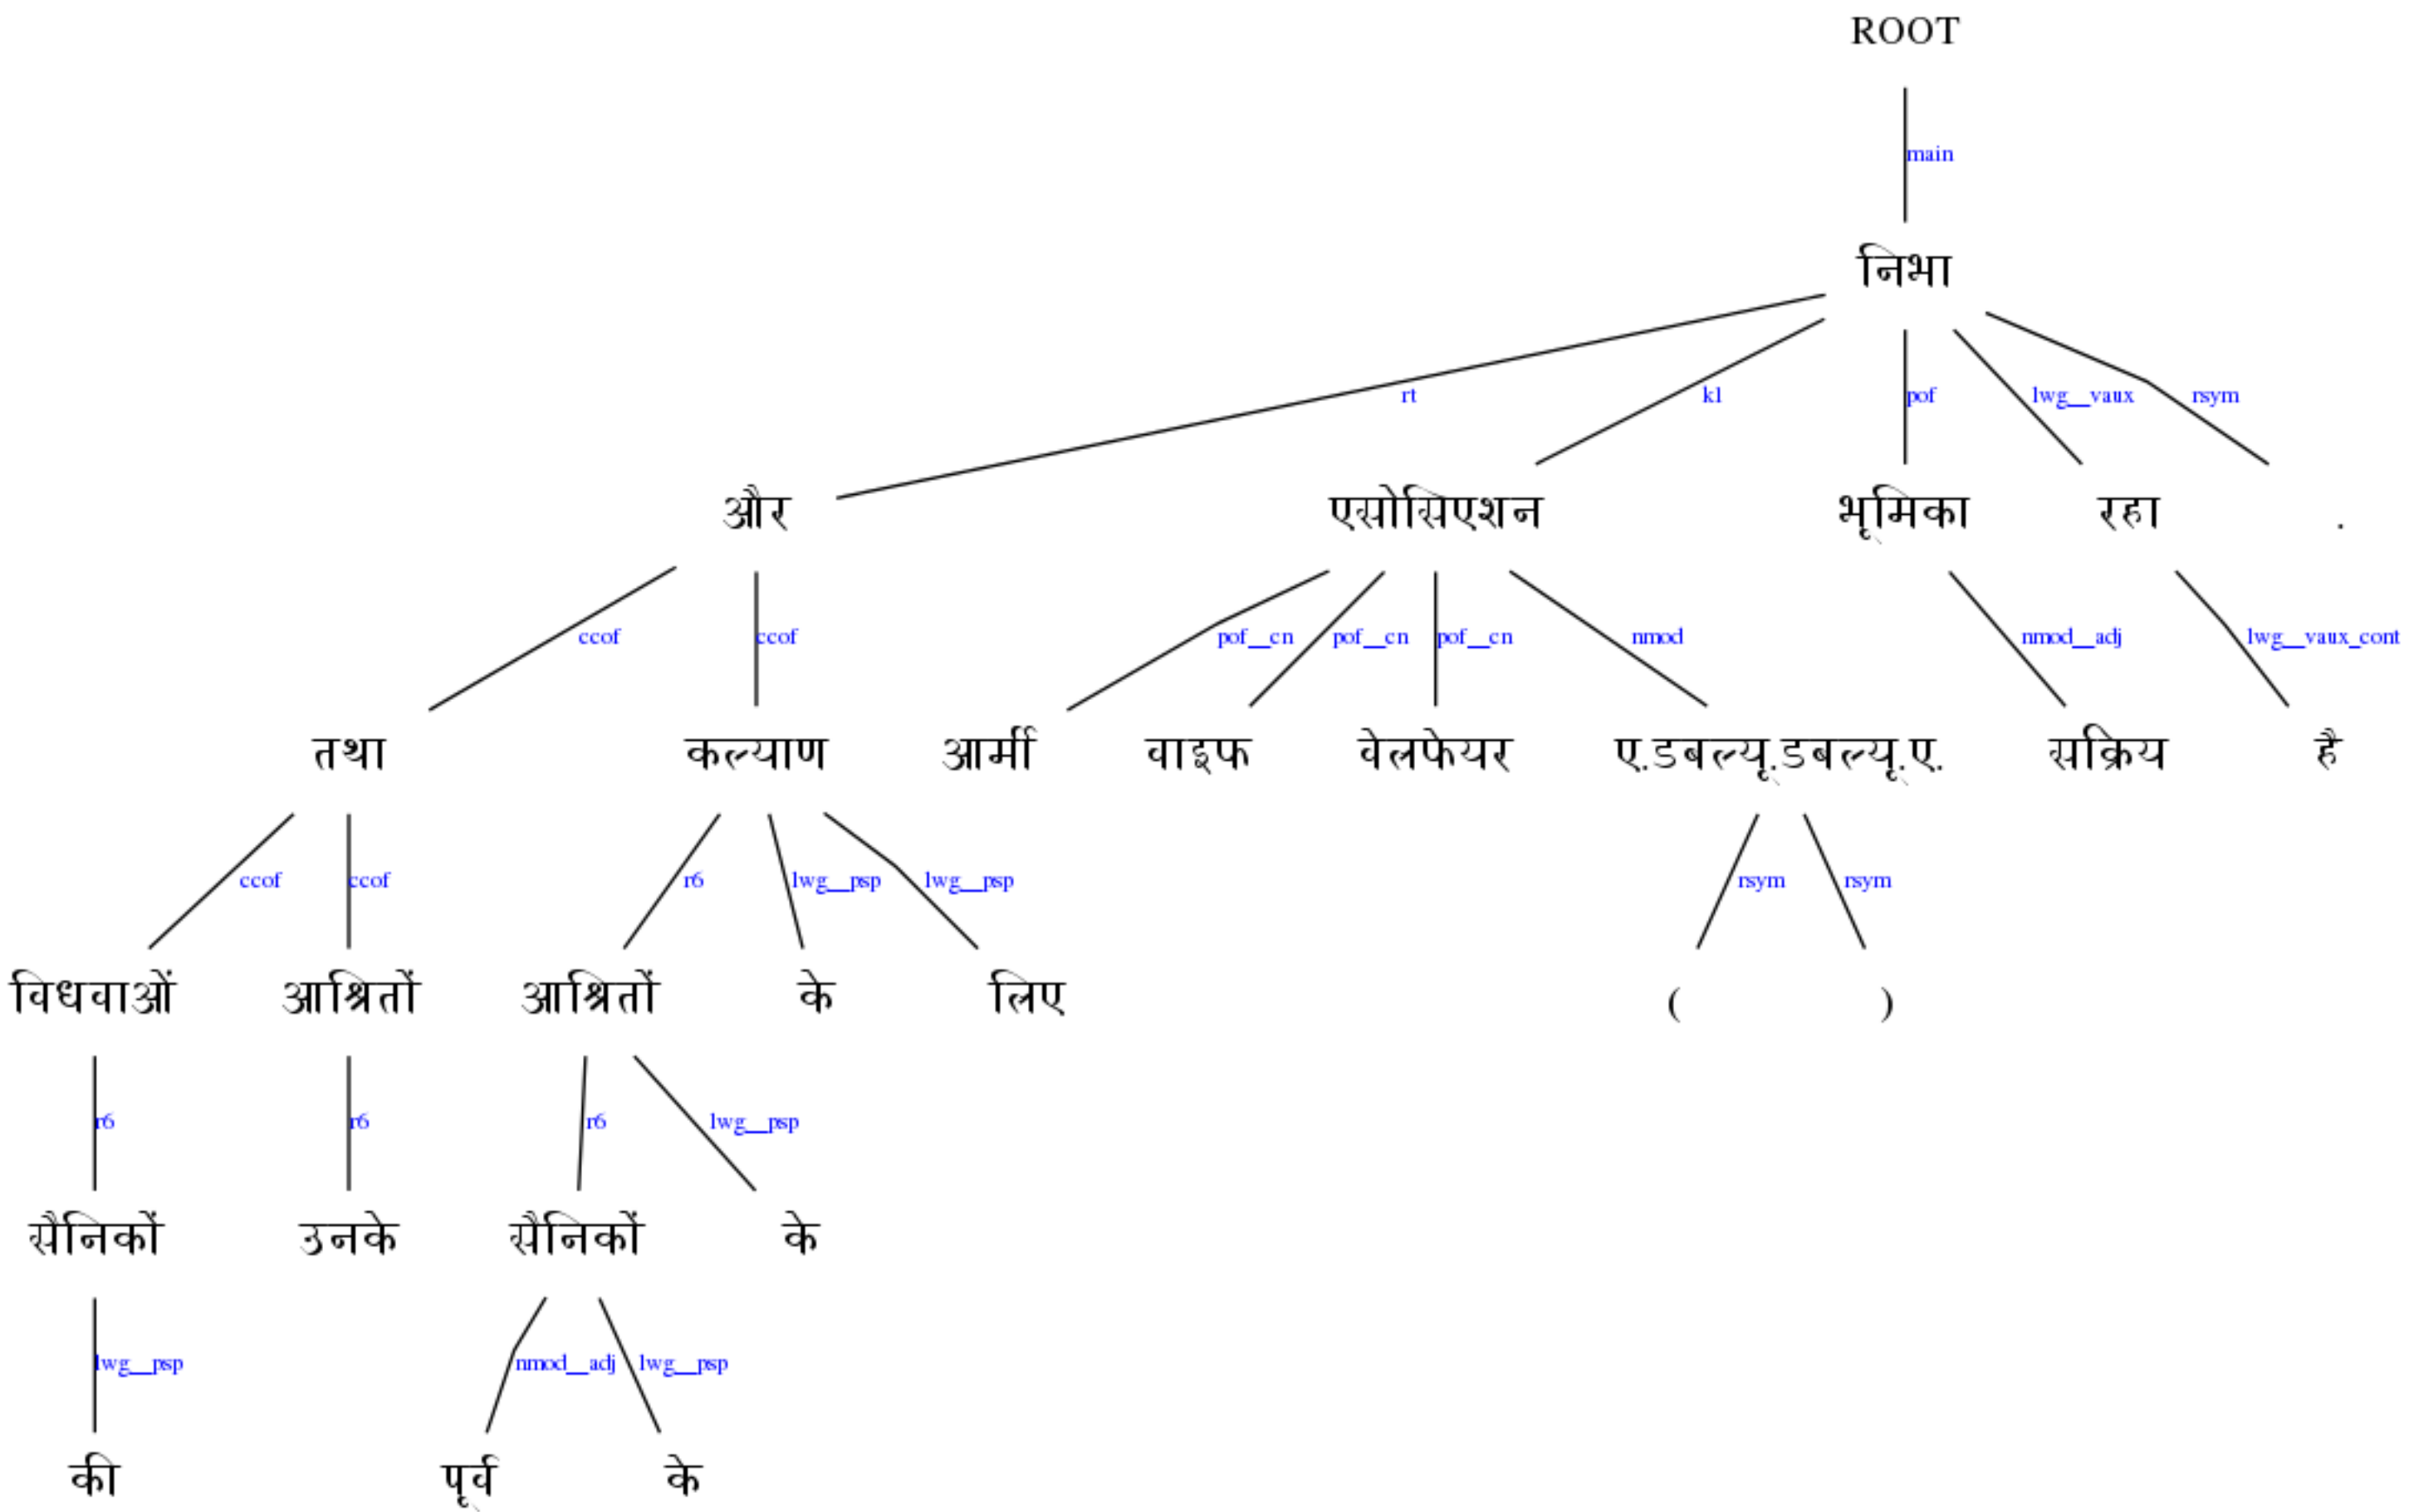 ROOT
main
निभा
rt k1 pof lwg__vaux rsym
और एसोसिएशन भूमिका रहा .
ccof ccof pof__cn pof__cn pof__cn nmod nmod__adj lwg__vaux_cont
तथा कल्याण आर्मी वाइफ वेलफेयर ए.डबल्यू.डबल्यू.ए. सक्रिय है
ccof ccof r6 lwg__psp lwg__psp rsym rsym
विधवाओं आश्रितों आश्रितों के लिए ( )
r6 r6 r6 lwg__psp
सैनिकों उनके सैनिकों के
lwg__psp nmod__adj lwg__psp
की पूर्व के